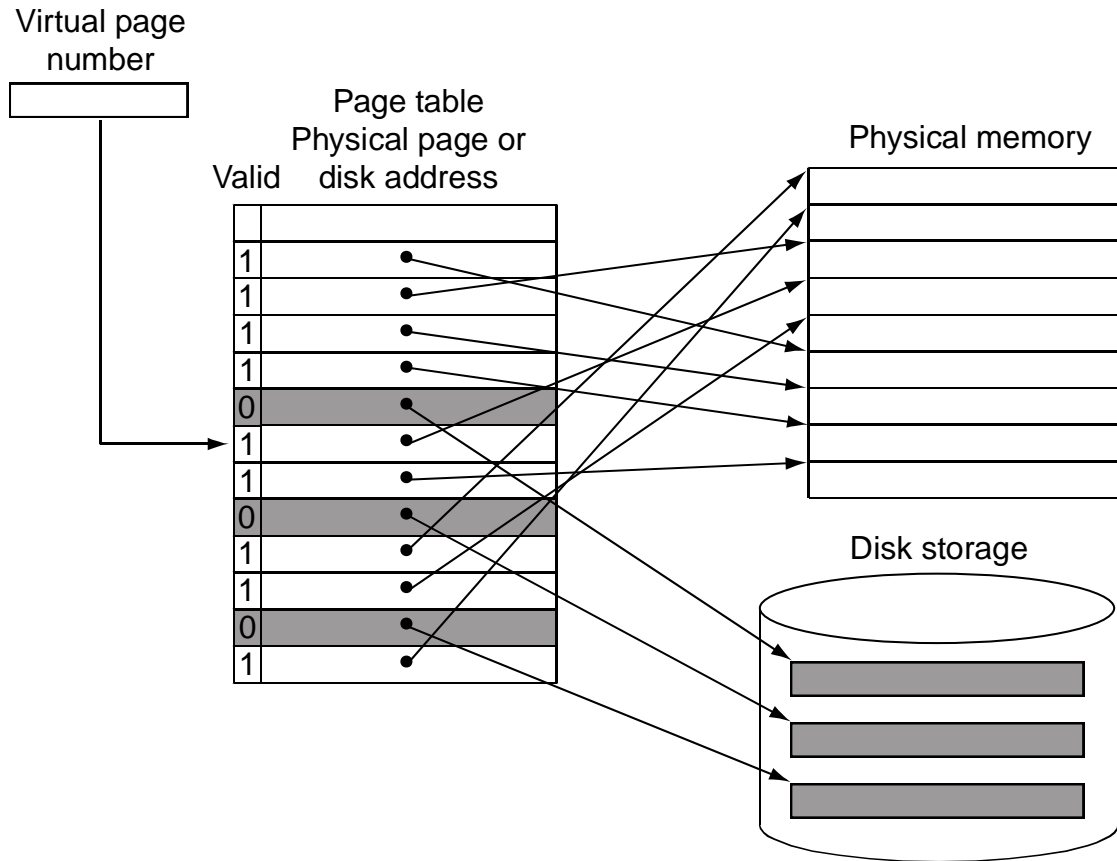 Virtual page
number
Page table
Physical page or
disk address
Valid
Physical memory
1
1
1
1
0
1
1
0
1
1
0
1
Disk storage